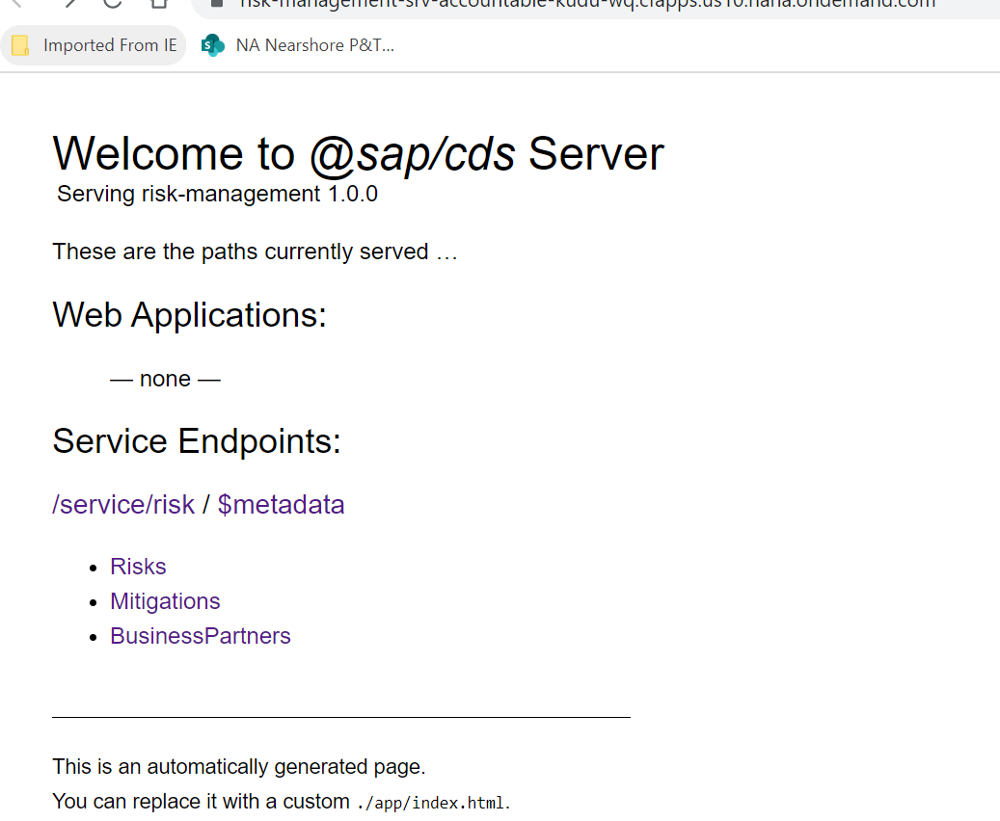 risk-management-srv-accountable-kudu-wq.cfapps.us10.hana.ondemand.com
Imported From IE
NA Nearshore P&T...
Welcome to @sap/cds Server
Serving risk-management 1.0.0
These are the paths currently served …
Web Applications:
— none —
Service Endpoints:
/service/risk / $metadata
Risks
Mitigations
BusinessPartners
This is an automatically generated page.
You can replace it with a custom ./app/index.html.